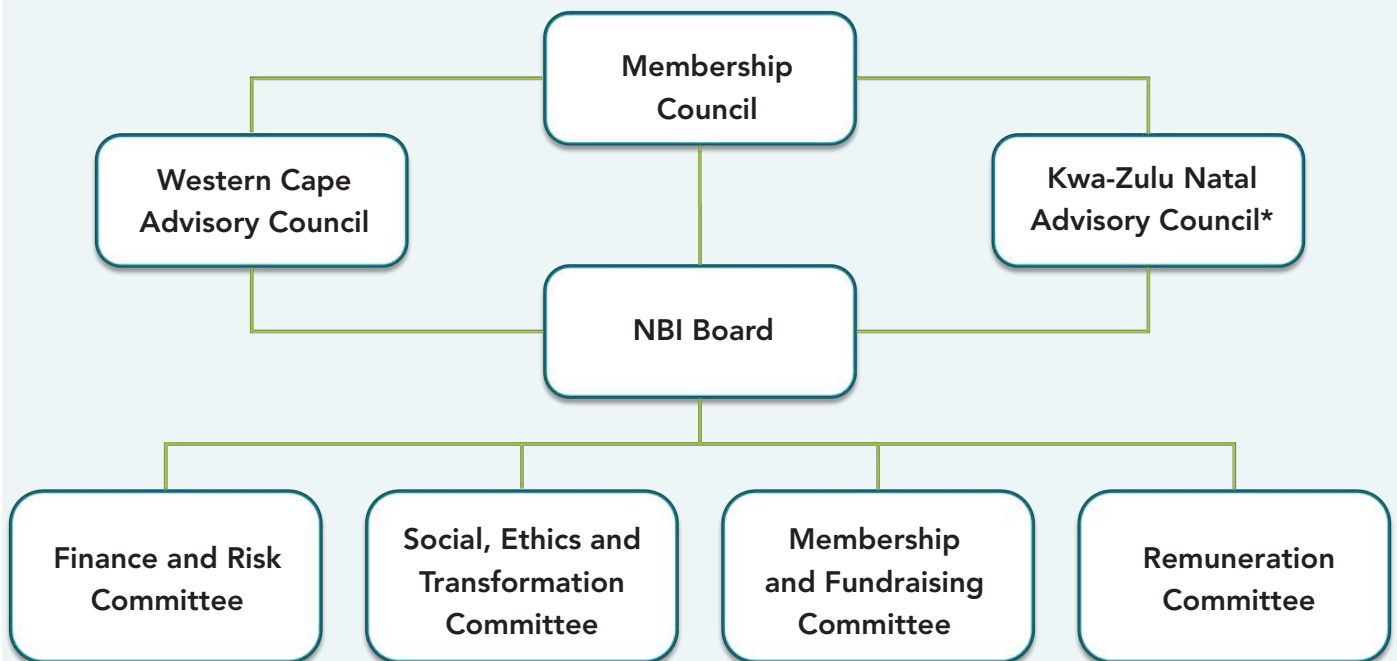 Membership
Council
Western Cape
Advisory Council
Kwa-Zulu Natal
Advisory Council*
NBI Board
Finance and Risk
Committee
Social, Ethics and
Transformation
Committee
Membership
and Fundraising
Committee
Remuneration
Committee